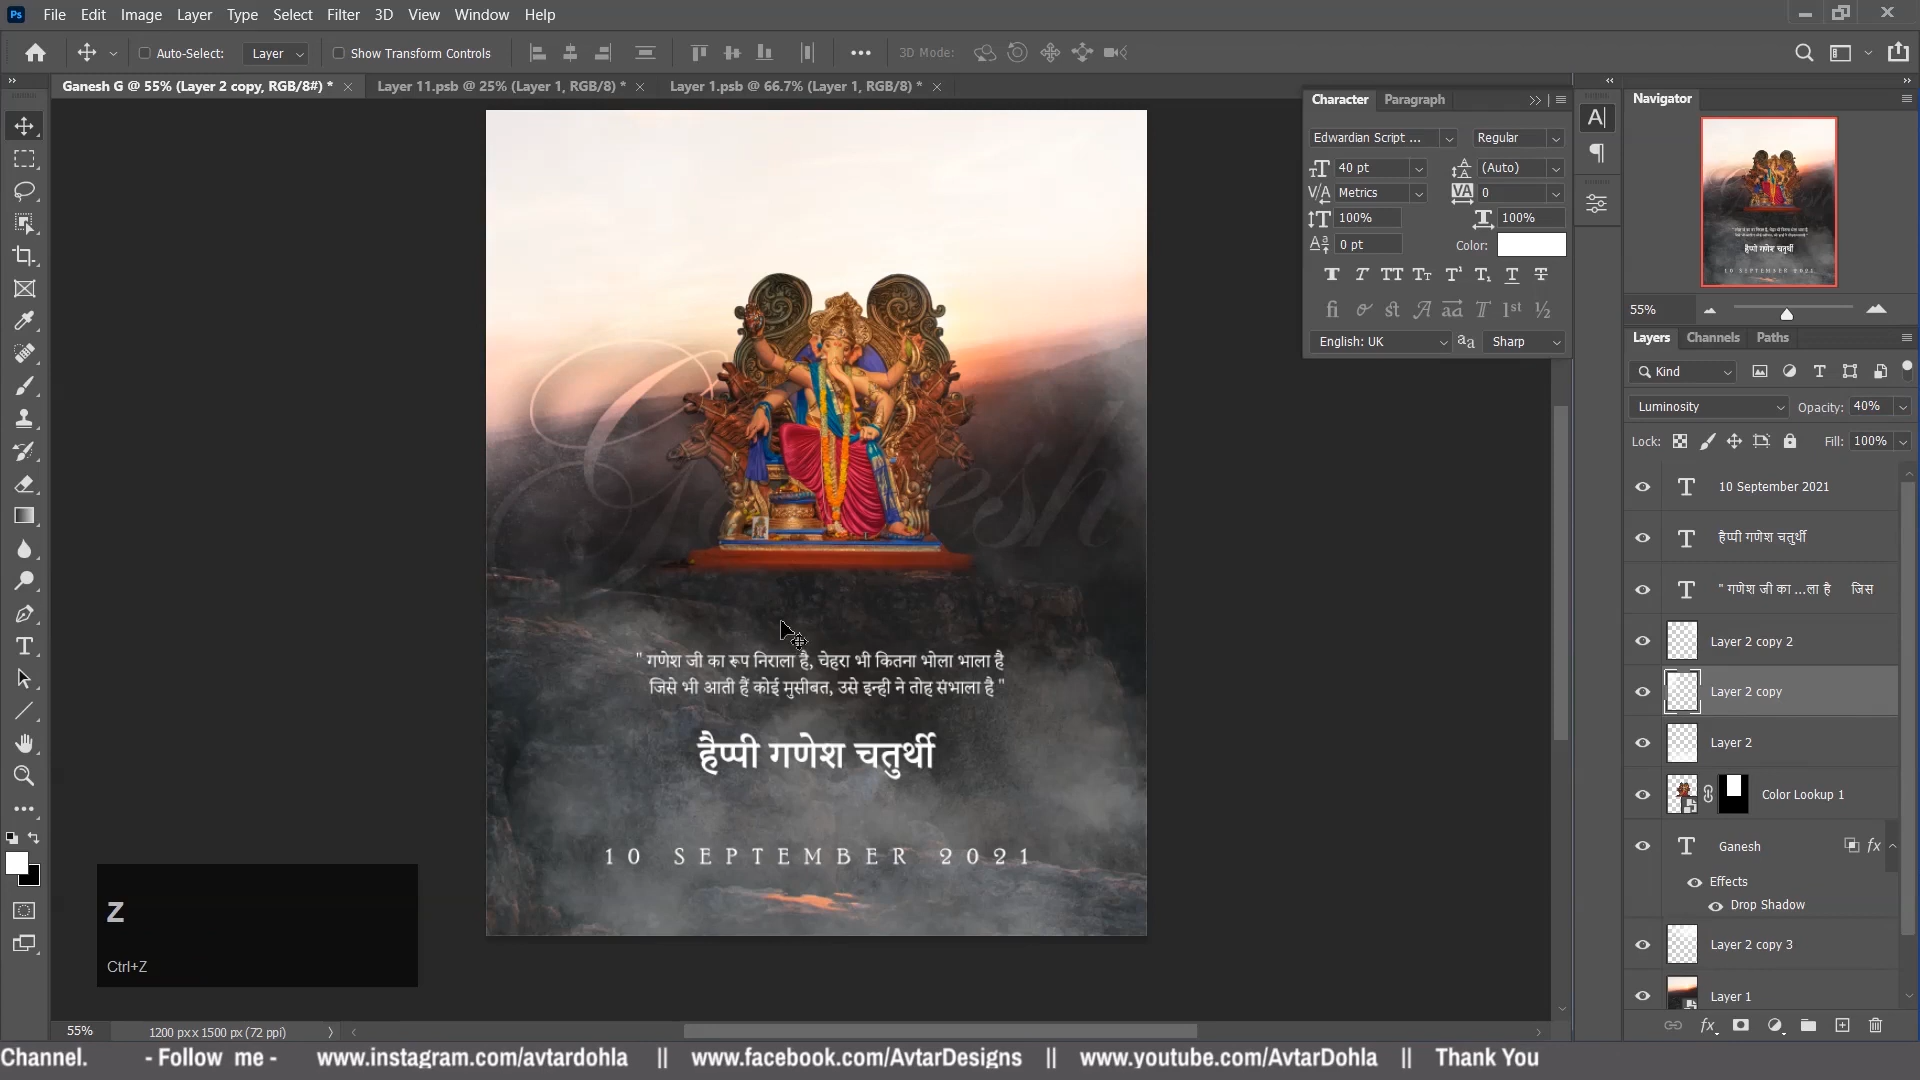 Ps File Edit Image Layer Type Select Filter 3D View Window Help
Auto-Select: Layer Show Transform Controls 3D Mode:
Ganesh G @ 55% (Layer 2 copy, RGB/8#) * Layer 11.psb @ 25% (Layer 1, RGB/8) * Layer 1.psb @ 66.7% (Layer 1, RGB/8) *
Character Paragraph
Edwardian Script ... Regular
40 pt (Auto)
Metrics 0
100% 100%
0 pt Color:
English: UK Sharp
Navigator
55%
Layers Channels Paths
Kind
Luminosity Opacity: 40%
Lock: Fill: 100%
10 September 2021
हैप्पी गणेश चतुर्थी
" गणेश जी का ...ला है जिस
Layer 2 copy 2
Layer 2 copy
Layer 2
Color Lookup 1
Ganesh fx
Effects
Drop Shadow
Layer 2 copy 3
Layer 1
Ganesh
" गणेश जी का रूप निराला है, चेहरा भी कितना भोला भाला है
जिसे भी आती हैं कोई मुसीबत, उसे इन्ही ने तोह संभाला है "
हैप्पी गणेश चतुर्थी
10 SEPTEMBER 2021
z
Ctrl+Z
55% 1200 px x 1500 px (72 ppi)
Channel. - Follow me - www.instagram.com/avtardohla || www.facebook.com/AvtarDesigns || www.youtube.com/AvtarDohla || Thank You